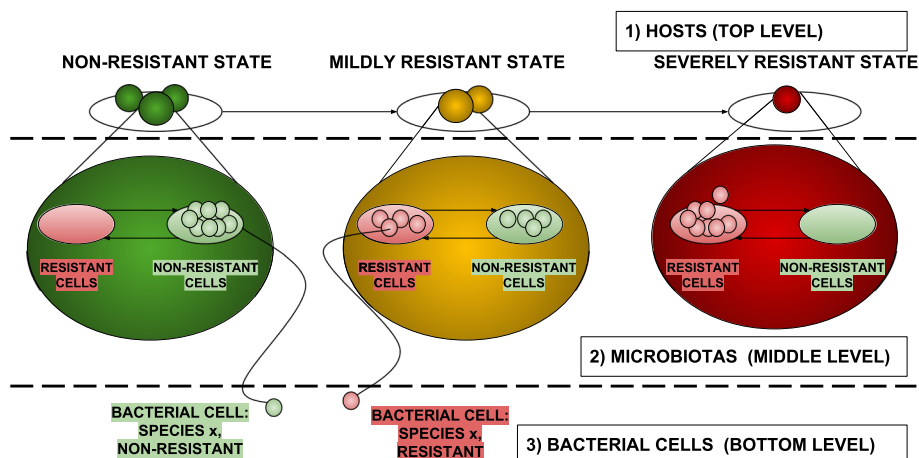 1) HOSTS (TOP LEVEL)
NON-RESISTANT STATE
MILDLY RESISTANT STATE
SEVERELY RESISTANT STATE
RESISTANT
CELLS
NON-RESISTANT
CELLS
RESISTANT
CELLS
NON-RESISTANT
CELLS
RESISTANT
CELLS
NON-RESISTANT
CELLS
2) MICROBIOTAS (MIDDLE LEVEL)
BACTERIAL CELL:
SPECIES x,
NON-RESISTANT
BACTERIAL CELL:
SPECIES x,
RESISTANT
3) BACTERIAL CELLS (BOTTOM LEVEL)